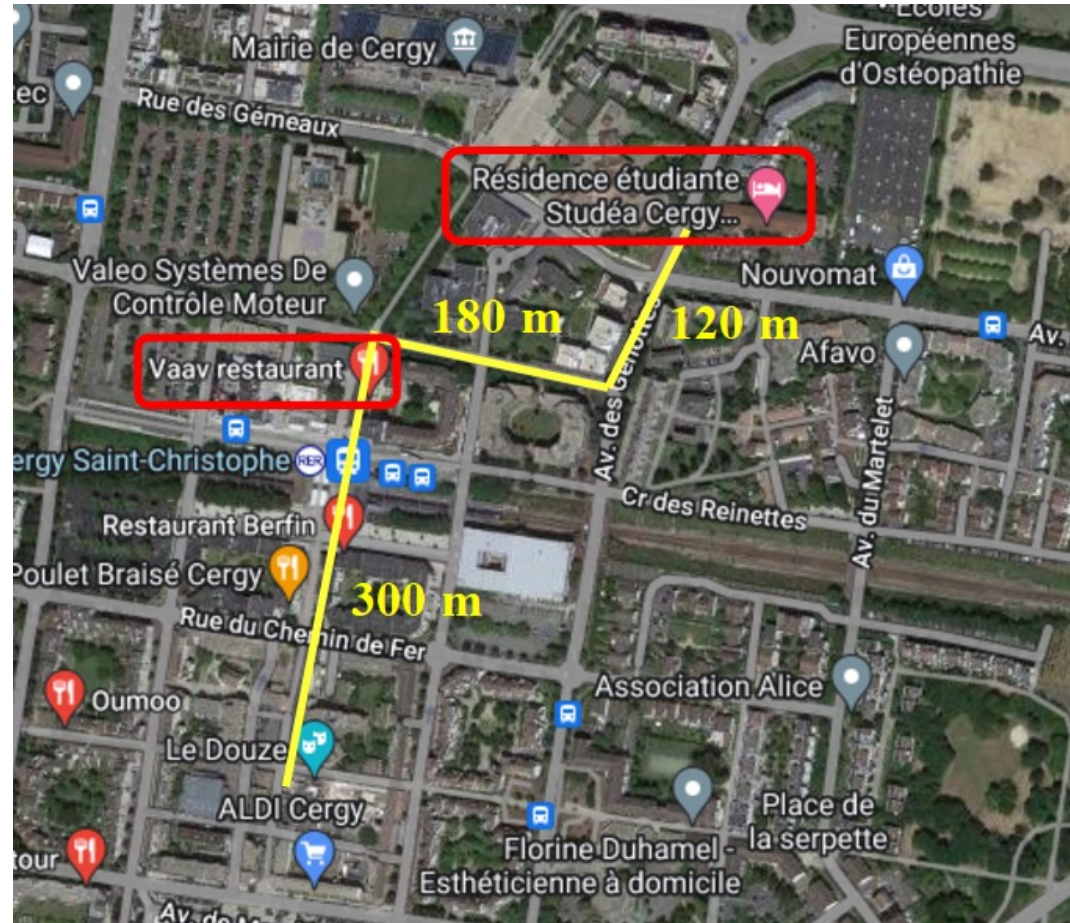 Ecoles
Européennes
d'Ostéopathie
Mairie de Cergy
tec
Rue des Gémeaux
Résidence étudiante
Studéa Cergy...
Valeo Systèmes De
Contrôle Moteur
Nouvomat
180 m
120 m
Av.
Afavo
Vaav restaurant
Av. des Genottes
Av. du Martelet
ergy Saint-Christophe
RER
Cr des Reinettes
Restaurant Berfin
Poulet Braisé Cergy
300 m
Rue du Chemin de Fer
Association Alice
Oumoo
Le Douze
ALDI Cergy
Place de
la serpette
tour
Florine Duhamel -
Esthéticienne à domicile
Av. de M